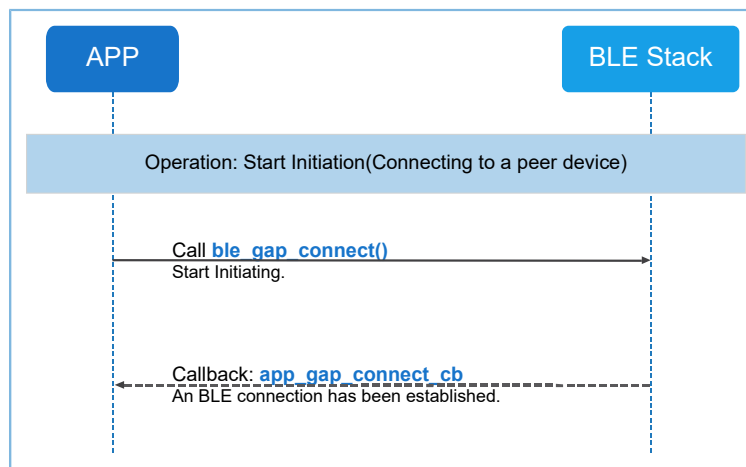 APP
BLE Stack
Operation: Start Initiation(Connecting to a peer device)
Call ble_gap_connect()
Start Initiating.
Callback: app_gap_connect_cb
An BLE connection has been established.